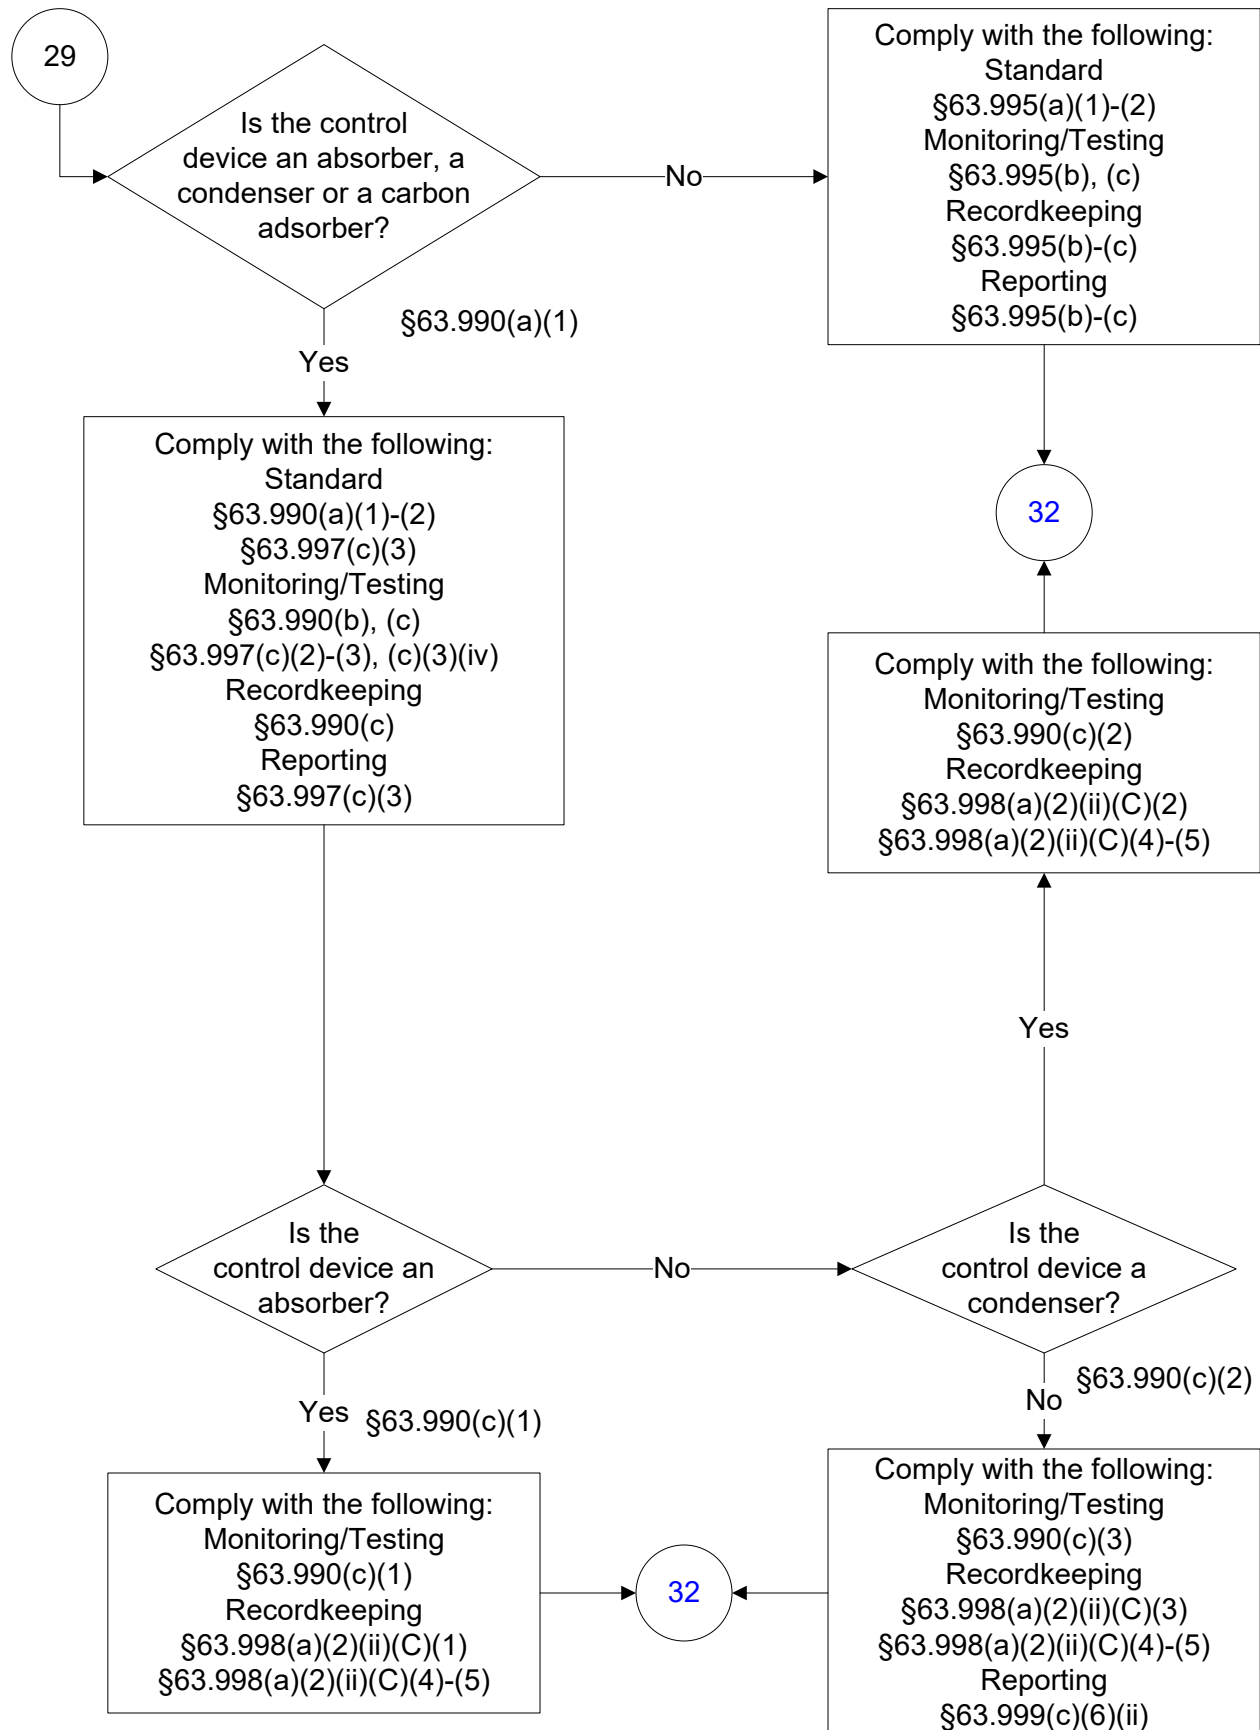 29
Is the control
device an absorber, a
condenser or a carbon
adsorber?
No
Comply with the following:
Standard
§63.995(a)(1)-(2)
Monitoring/Testing
§63.995(b), (c)
Recordkeeping
§63.995(b)-(c)
Reporting
§63.995(b)-(c)
§63.990(a)(1)
Yes
Comply with the following:
Standard
§63.990(a)(1)-(2)
§63.997(c)(3)
Monitoring/Testing
§63.990(b), (c)
§63.997(c)(2)-(3), (c)(3)(iv)
Recordkeeping
§63.990(c)
Reporting
§63.997(c)(3)
32
Comply with the following:
Monitoring/Testing
§63.990(c)(2)
Recordkeeping
§63.998(a)(2)(ii)(C)(2)
§63.998(a)(2)(ii)(C)(4)-(5)
Yes
Is the
control device an
absorber?
No
Is the
control device a
condenser?
Yes
§63.990(c)(1)
No
§63.990(c)(2)
Comply with the following:
Monitoring/Testing
§63.990(c)(1)
Recordkeeping
§63.998(a)(2)(ii)(C)(1)
§63.998(a)(2)(ii)(C)(4)-(5)
32
Comply with the following:
Monitoring/Testing
§63.990(c)(3)
Recordkeeping
§63.998(a)(2)(ii)(C)(3)
§63.998(a)(2)(ii)(C)(4)-(5)
Reporting
§63.999(c)(6)(ii)